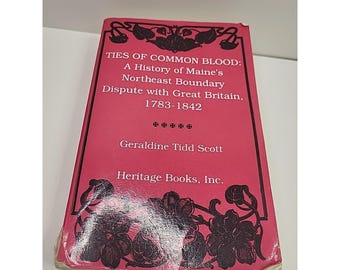 TIES OF COMMON BLOOD:
A History of Maine's
Northeast Boundary
Dispute with Great Britain,
1783-1842
Geraldine Tidd Scott
Heritage Books, Inc.